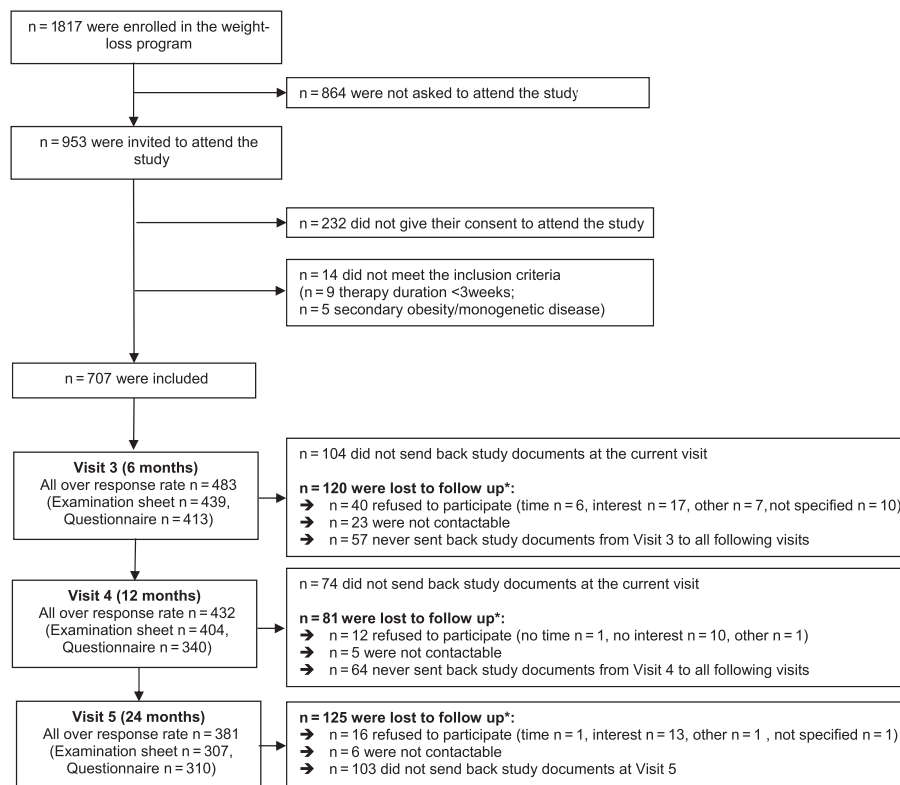 n = 1817 were enrolled in the weight-
loss program
n = 864 were not asked to attend the study
n = 953 were invited to attend the
study
n = 232 did not give their consent to attend the study
n = 14 did not meet the inclusion criteria
(n = 9 therapy duration <3weeks;
n = 5 secondary obesity/monogenetic disease)
n = 707 were included
Visit 3 (6 months)
All over response rate n = 483
(Examination sheet n = 439,
Questionnaire n = 413)
n = 104 did not send back study documents at the current visit
n = 120 were lost to follow up*:
➔ n = 40 refused to participate (time n = 6, interest n = 17, other n = 7, not specified n = 10)
➔ n = 23 were not contactable
➔ n = 57 never sent back study documents from Visit 3 to all following visits
Visit 4 (12 months)
All over response rate n = 432
(Examination sheet n = 404,
Questionnaire n = 340)
n = 74 did not send back study documents at the current visit
n = 81 were lost to follow up*:
➔ n = 12 refused to participate (no time n = 1, no interest n = 10, other n = 1)
➔ n = 5 were not contactable
➔ n = 64 never sent back study documents from Visit 4 to all following visits
Visit 5 (24 months)
All over response rate n = 381
(Examination sheet n = 307,
Questionnaire n = 310)
n = 125 were lost to follow up*:
➔ n = 16 refused to participate (time n = 1, interest n = 13, other n = 1 , not specified n = 1)
➔ n = 6 were not contactable
➔ n = 103 did not send back study documents at Visit 5